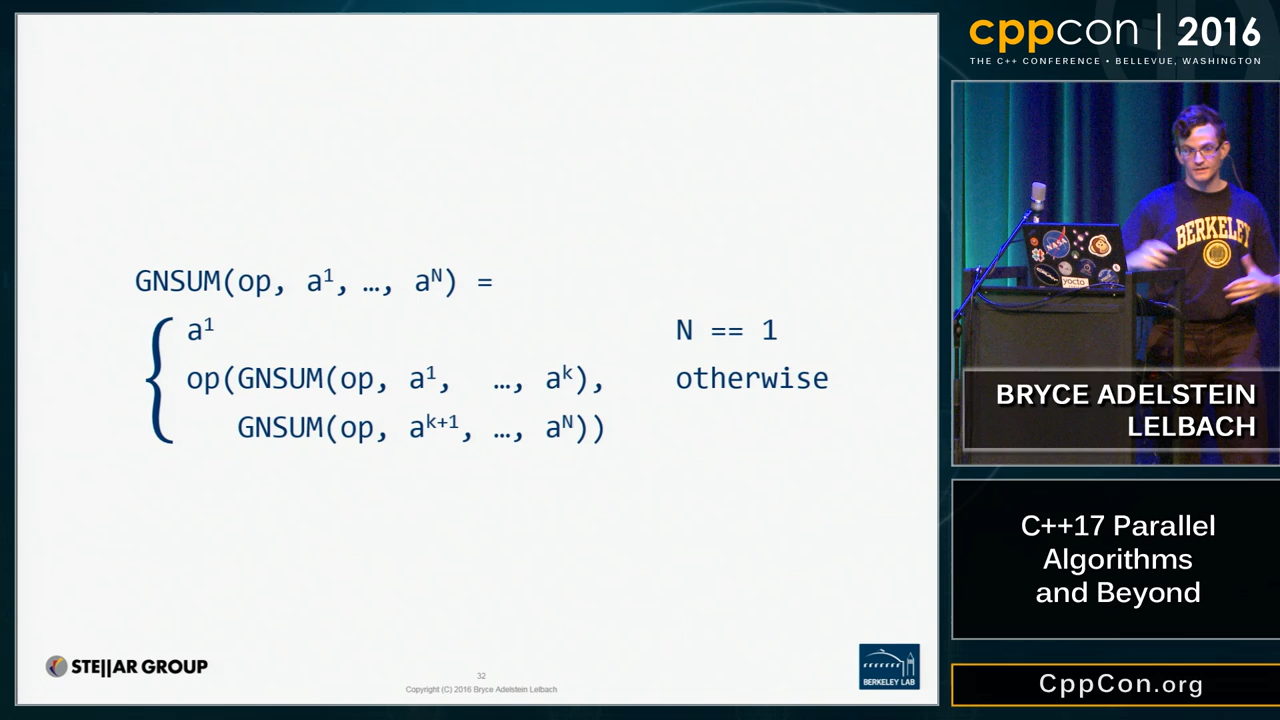 GNSUM(op, a¹, …, aᴺ) =
a¹ N == 1
op(GNSUM(op, a¹, …, aᵏ), otherwise
GNSUM(op, aᵏ⁺¹, …, aᴺ))
STE||AR GROUP
32
Copyright (C) 2016 Bryce Adelstein Lelbach
BERKELEY LAB
cppcon | 2016
THE C++ CONFERENCE • BELLEVUE, WASHINGTON
NASA
yocto
BERKELEY
BRYCE ADELSTEIN
LELBACH
C++17 Parallel
Algorithms
and Beyond
CppCon.org